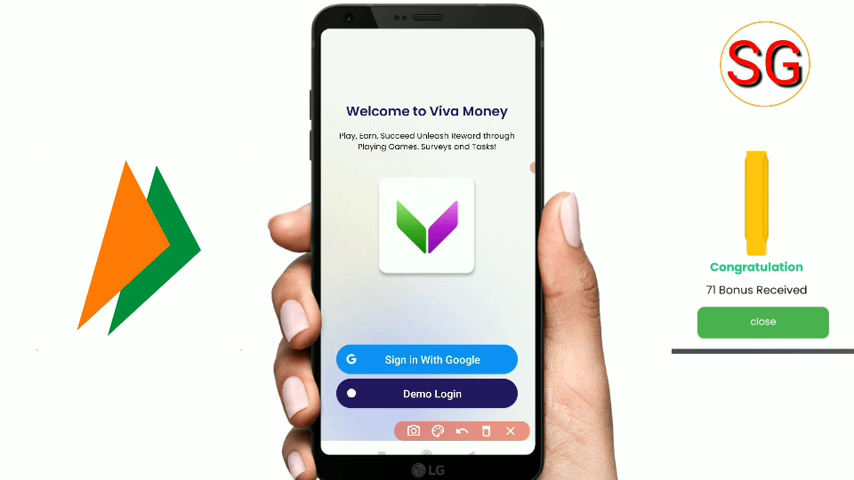 Welcome to Viva Money
Play, Earn, Succeed Unleash Reward through
Playing Games. Surveys and Tasks!
G Sign in With Google
Demo Login
LG
SG
Congratulation
71 Bonus Received
close